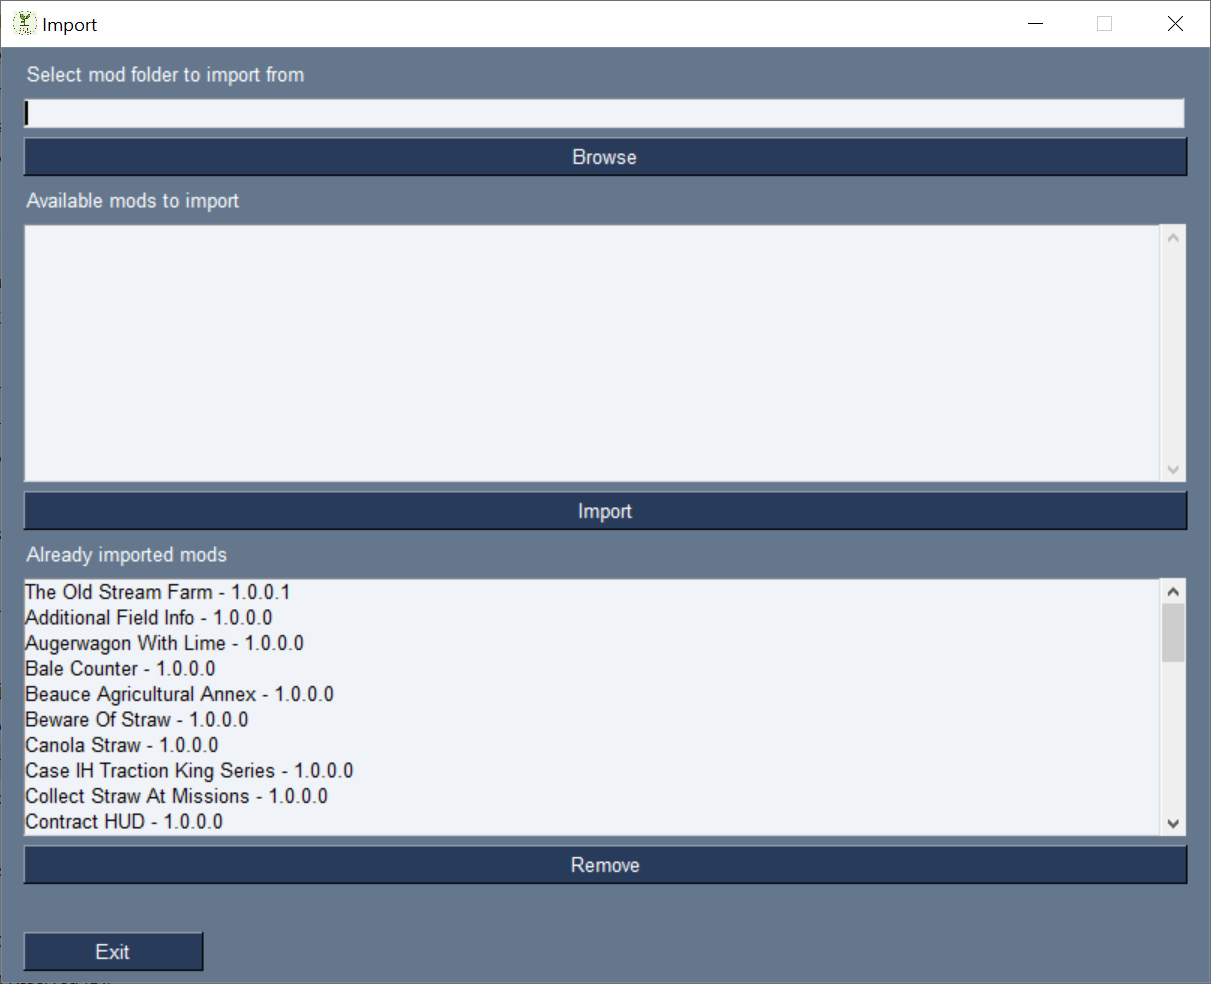 Import
Select mod folder to import from
Browse
Available mods to import
Import
Already imported mods
The Old Stream Farm - 1.0.0.1
Additional Field Info - 1.0.0.0
Augerwagon With Lime - 1.0.0.0
Bale Counter - 1.0.0.0
Beauce Agricultural Annex - 1.0.0.0
Beware Of Straw - 1.0.0.0
Canola Straw - 1.0.0.0
Case IH Traction King Series - 1.0.0.0
Collect Straw At Missions - 1.0.0.0
Contract HUD - 1.0.0.0
Remove
Exit